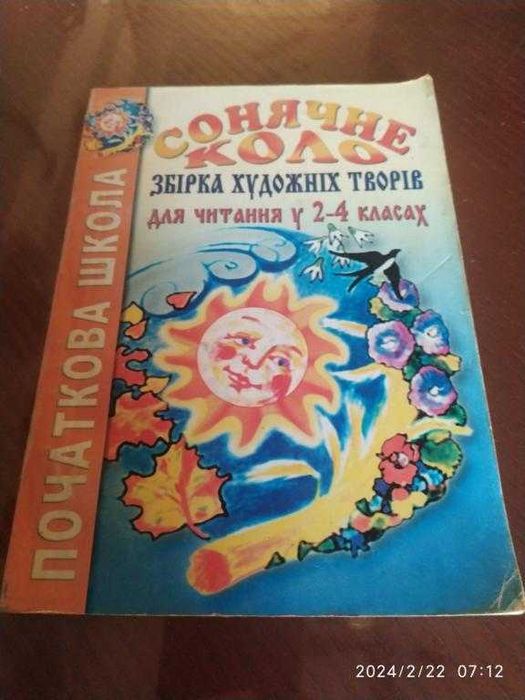 СОНЯЧНЕ
КОЛО
ЗБІРКА ХУДОЖНІХ ТВОРІВ
ДЛЯ ЧИТАННЯ У 2-4 КЛАСАХ
ПОЧАТКОВА ШКОЛА
2024/2/22 07:12